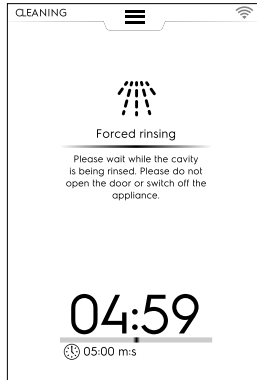 CLEANING
Forced rinsing
Please wait while the cavity
is being rinsed. Please do not
open the door or switch off the
appliance.
04:59
05:00 m:s